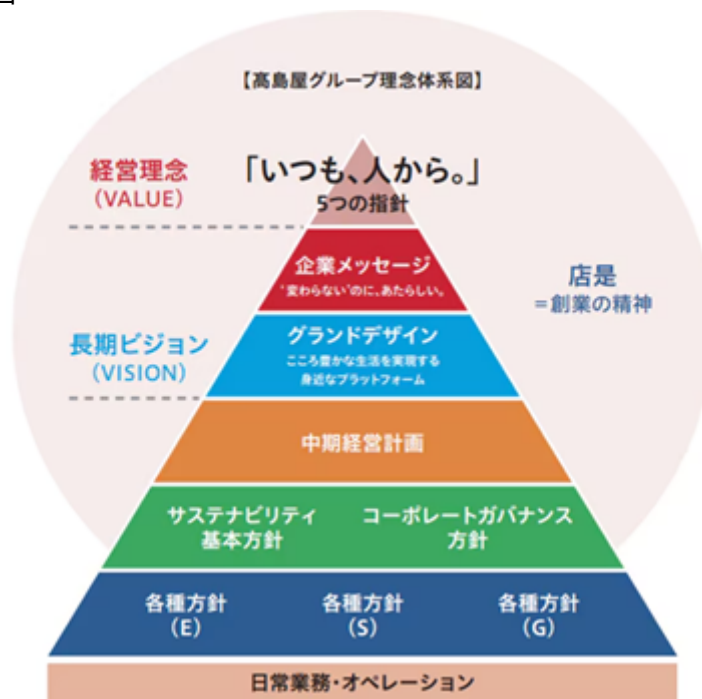 【髙島屋グループ理念体系図】
経営理念
（VALUE）
「いつも、人から。」
5つの指針
企業メッセージ
“変わらない”のに、あたらしい。
店是
＝創業の精神
長期ビジョン
（VISION）
グランドデザイン
こころ豊かな生活を実現する
身近なプラットフォーム
中期経営計画
サステナビリティ
基本方針
コーポレートガバナンス
方針
各種方針
（E）
各種方針
（S）
各種方針
（G）
日常業務・オペレーション